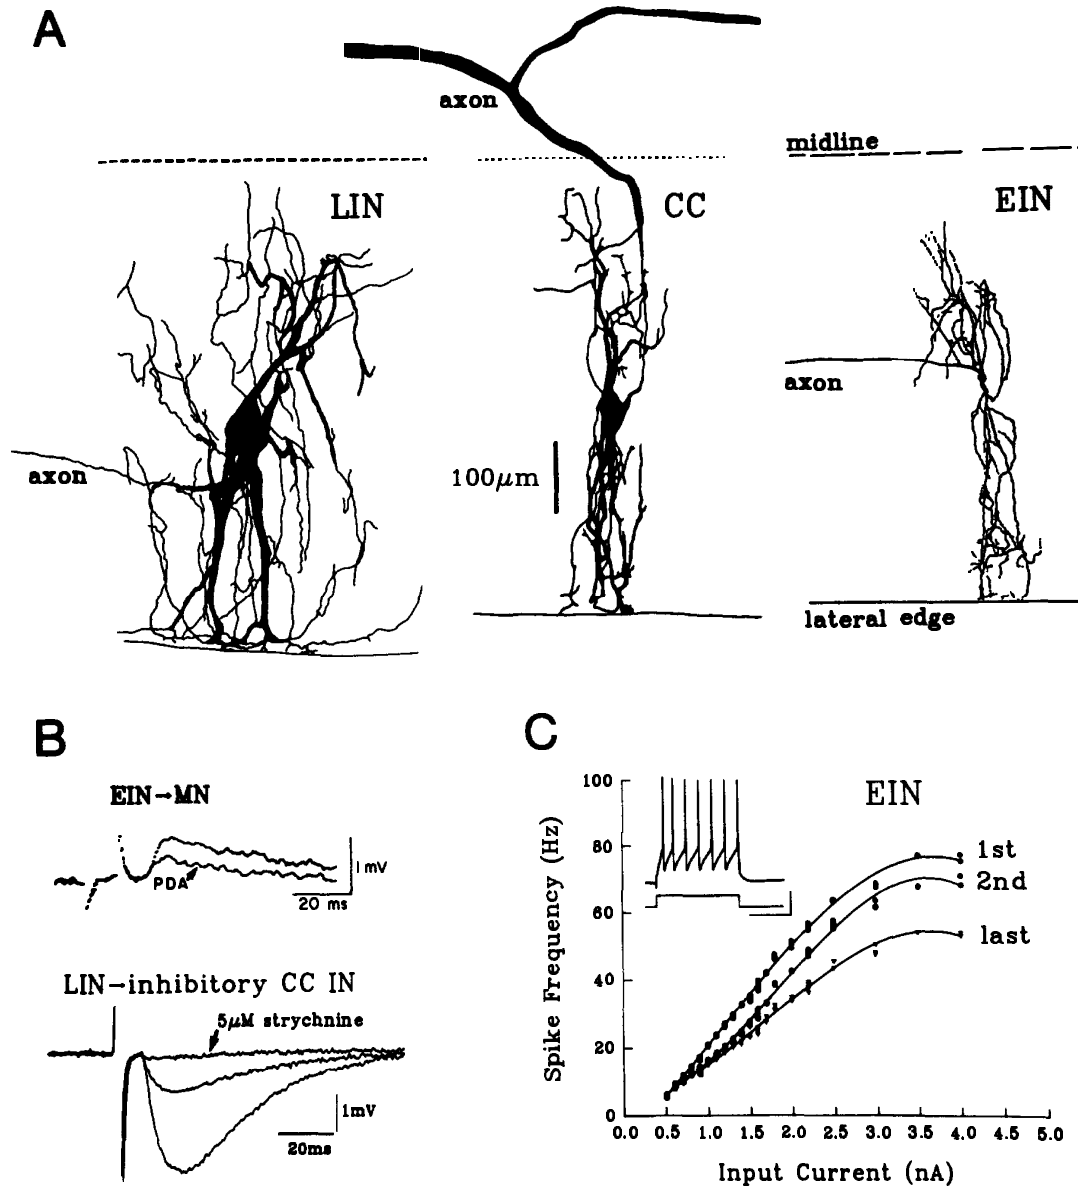 A
axon
midline
LIN
CC
EIN
axon
axon
100μm
lateral edge
B
EIN→MN
PDA
1mV
20 ms
LIN→inhibitory CC IN
5μM strychnine
1mV
20ms
C
100
80
60
40
20
0
Spike Frequency (Hz)
EIN
1st
2nd
last
0.0 0.5 1.0 1.5 2.0 2.5 3.0 3.5 4.0 4.5 5.0
Input Current (nA)